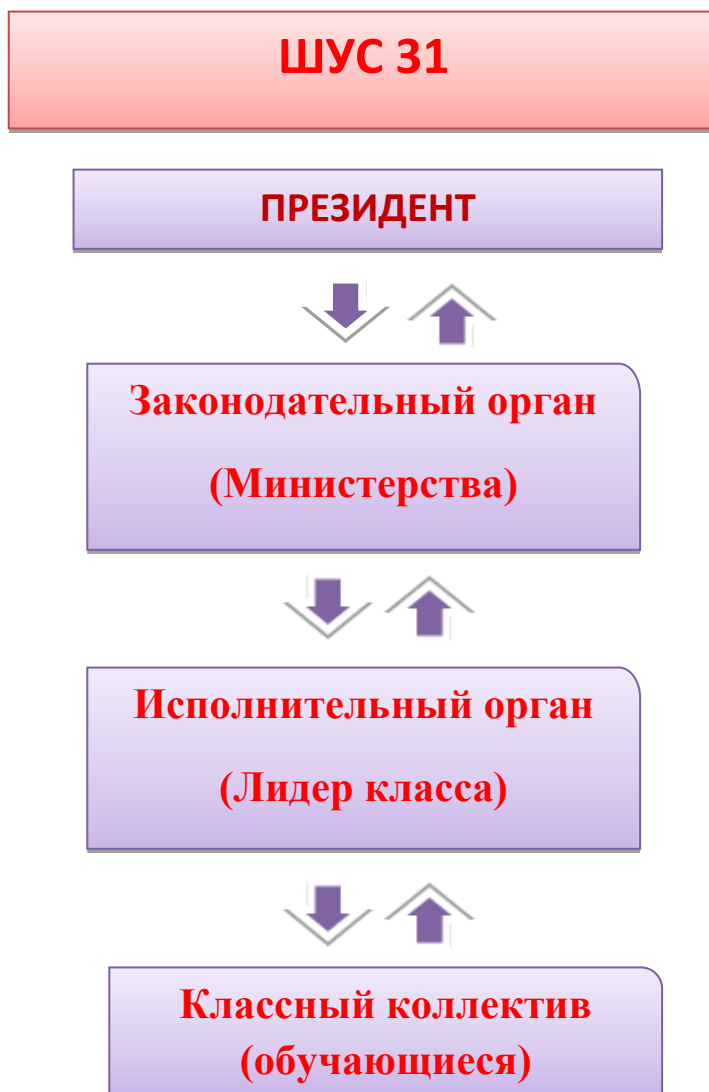 ШУС 31
ПРЕЗИДЕНТ
Законодательный орган
(Министерства)
Исполнительный орган
(Лидер класса)
Классный коллектив
(обучающиеся)